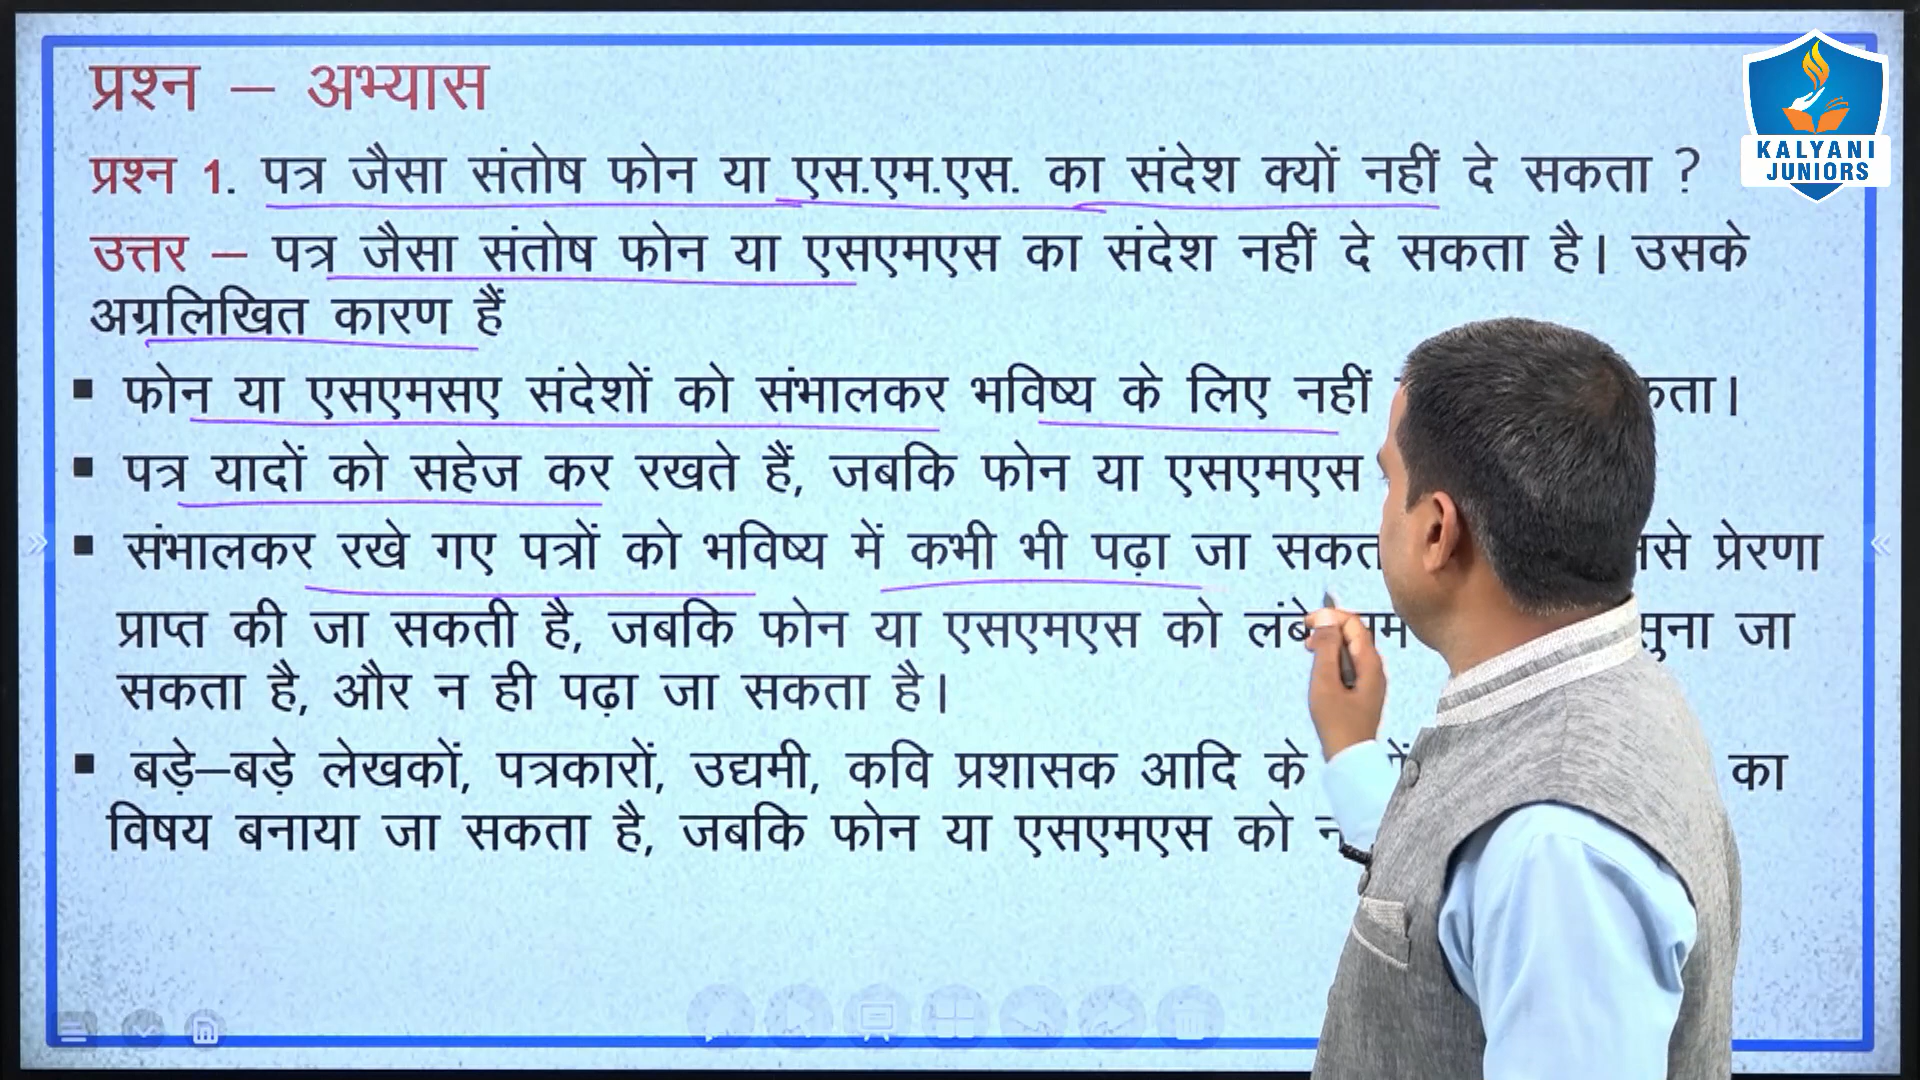 प्रश्न – अभ्यास
प्रश्न 1. पत्र जैसा संतोष फोन या एस.एम.एस. का संदेश क्यों नहीं दे सकता ?
उत्तर – पत्र जैसा संतोष फोन या एसएमएस का संदेश नहीं दे सकता है। उसके
अग्रलिखित कारण हैं
▪ फोन या एसएमसए संदेशों को संभालकर भविष्य के लिए नहीं
▪ पत्र यादों को सहेज कर रखते हैं, जबकि फोन या एसएमएस
▪ संभालकर रखे गए पत्रों को भविष्य में कभी भी पढ़ा जा प्रेरणा
प्राप्त की जा सकती है, जबकि फोन या एसएमएस को सुना जा
सकता है, और न ही पढ़ा जा सकता है।
▪ बड़े–बड़े लेखकों, पत्रकारों, उद्यमी, कवि प्रशासक आदि के का
विषय बनाया जा सकता है, जबकि फोन या एसएमएस को
KALYANI
JUNIORS